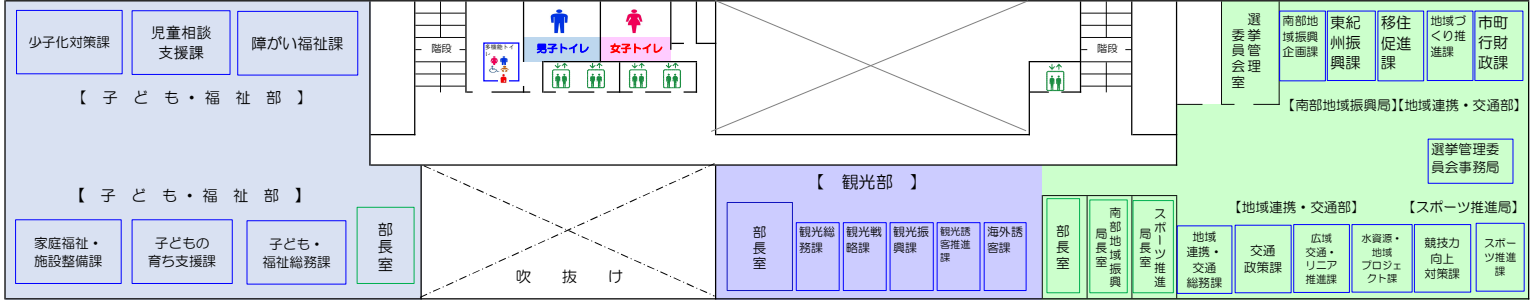 少子化対策課
児童相談
支援課
障がい福祉課
【 子 ど も ・ 福 祉 部 】
階段
多機能トイ
レ
男子トイレ
女子トイレ
階段
選挙管理
委員会室
南部地
域振興
企画課
東紀
州振
興課
移住
促進
課
地域づ
くり推
進課
市町
行財
政課
【南部地域振興局】【地域連携・交通部】
選挙管理委
員会事務局
【 子 ど も ・ 福 祉 部 】
家庭福祉・
施設整備課
子どもの
育ち支援課
子ども・
福祉総務課
部長室
吹 抜 け
【 観光部 】
部長室
観光総
務課
観光戦
略課
観光振
興課
観光誘
客推進
課
海外誘
客課
部長室
南部地域振興
局長室
スポーツ推進
局長室
【地域連携・交通部】
【スポーツ推進局】
地域
連携・
交通
総務課
交通
政策課
広域
交通・
リニア
推進課
水資源・
地域
プロジェ
クト課
競技力
向上
対策課
スポー
ツ推進
課